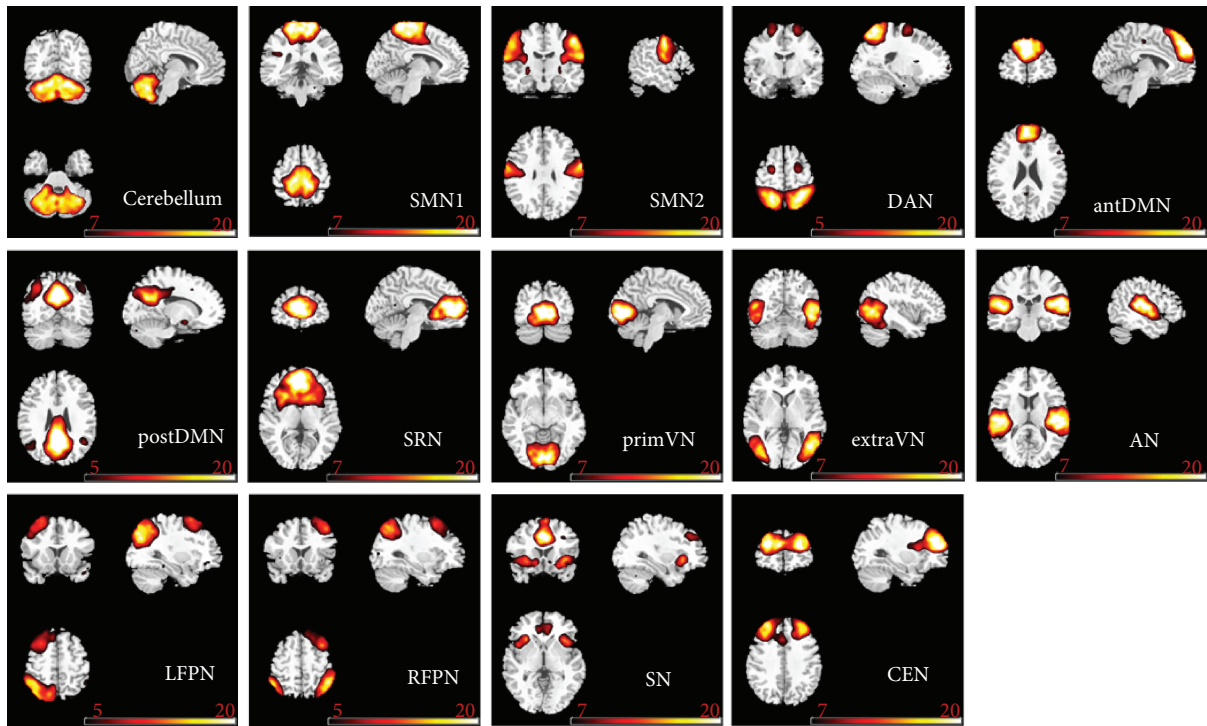 Cerebellum
7 20
SMN1
7 20
SMN2
7 20
DAN
5 20
antDMN
7 20
postDMN
5 20
SRN
7 20
primVN
7 20
extraVN
7 20
AN
7 20
LFPN
5 20
RFPN
5 20
SN
7 20
CEN
7 20